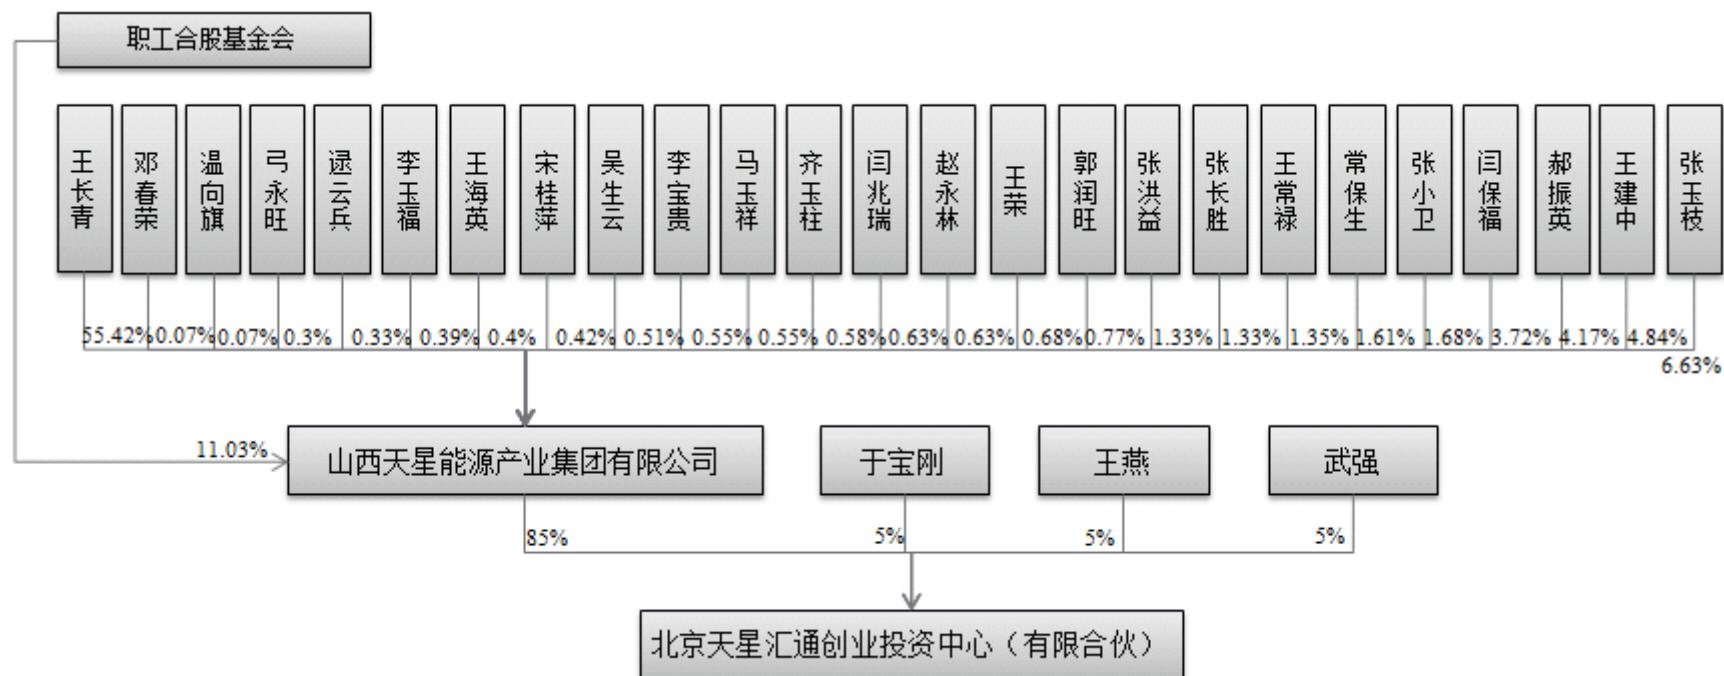 职工合股基金会
王长青
邓春荣
温向旗
弓永旺
逯云兵
李玉福
王海英
宋桂萍
吴生云
李宝贵
马玉祥
齐玉柱
闫兆瑞
赵永林
王荣
郭润旺
张洪益
张长胜
王常禄
常保生
张小卫
闫保福
郝振英
王建中
张玉枝
55.42% 0.07% 0.07% 0.3% 0.33% 0.39% 0.4% 0.42% 0.51% 0.55% 0.55% 0.58% 0.63% 0.63% 0.68% 0.77% 1.33% 1.33% 1.35% 1.61% 1.68% 3.72% 4.17% 4.84%
6.63%
11.03%
山西天星能源产业集团有限公司
于宝刚
王燕
武强
85% 5% 5% 5%
北京天星汇通创业投资中心（有限合伙）